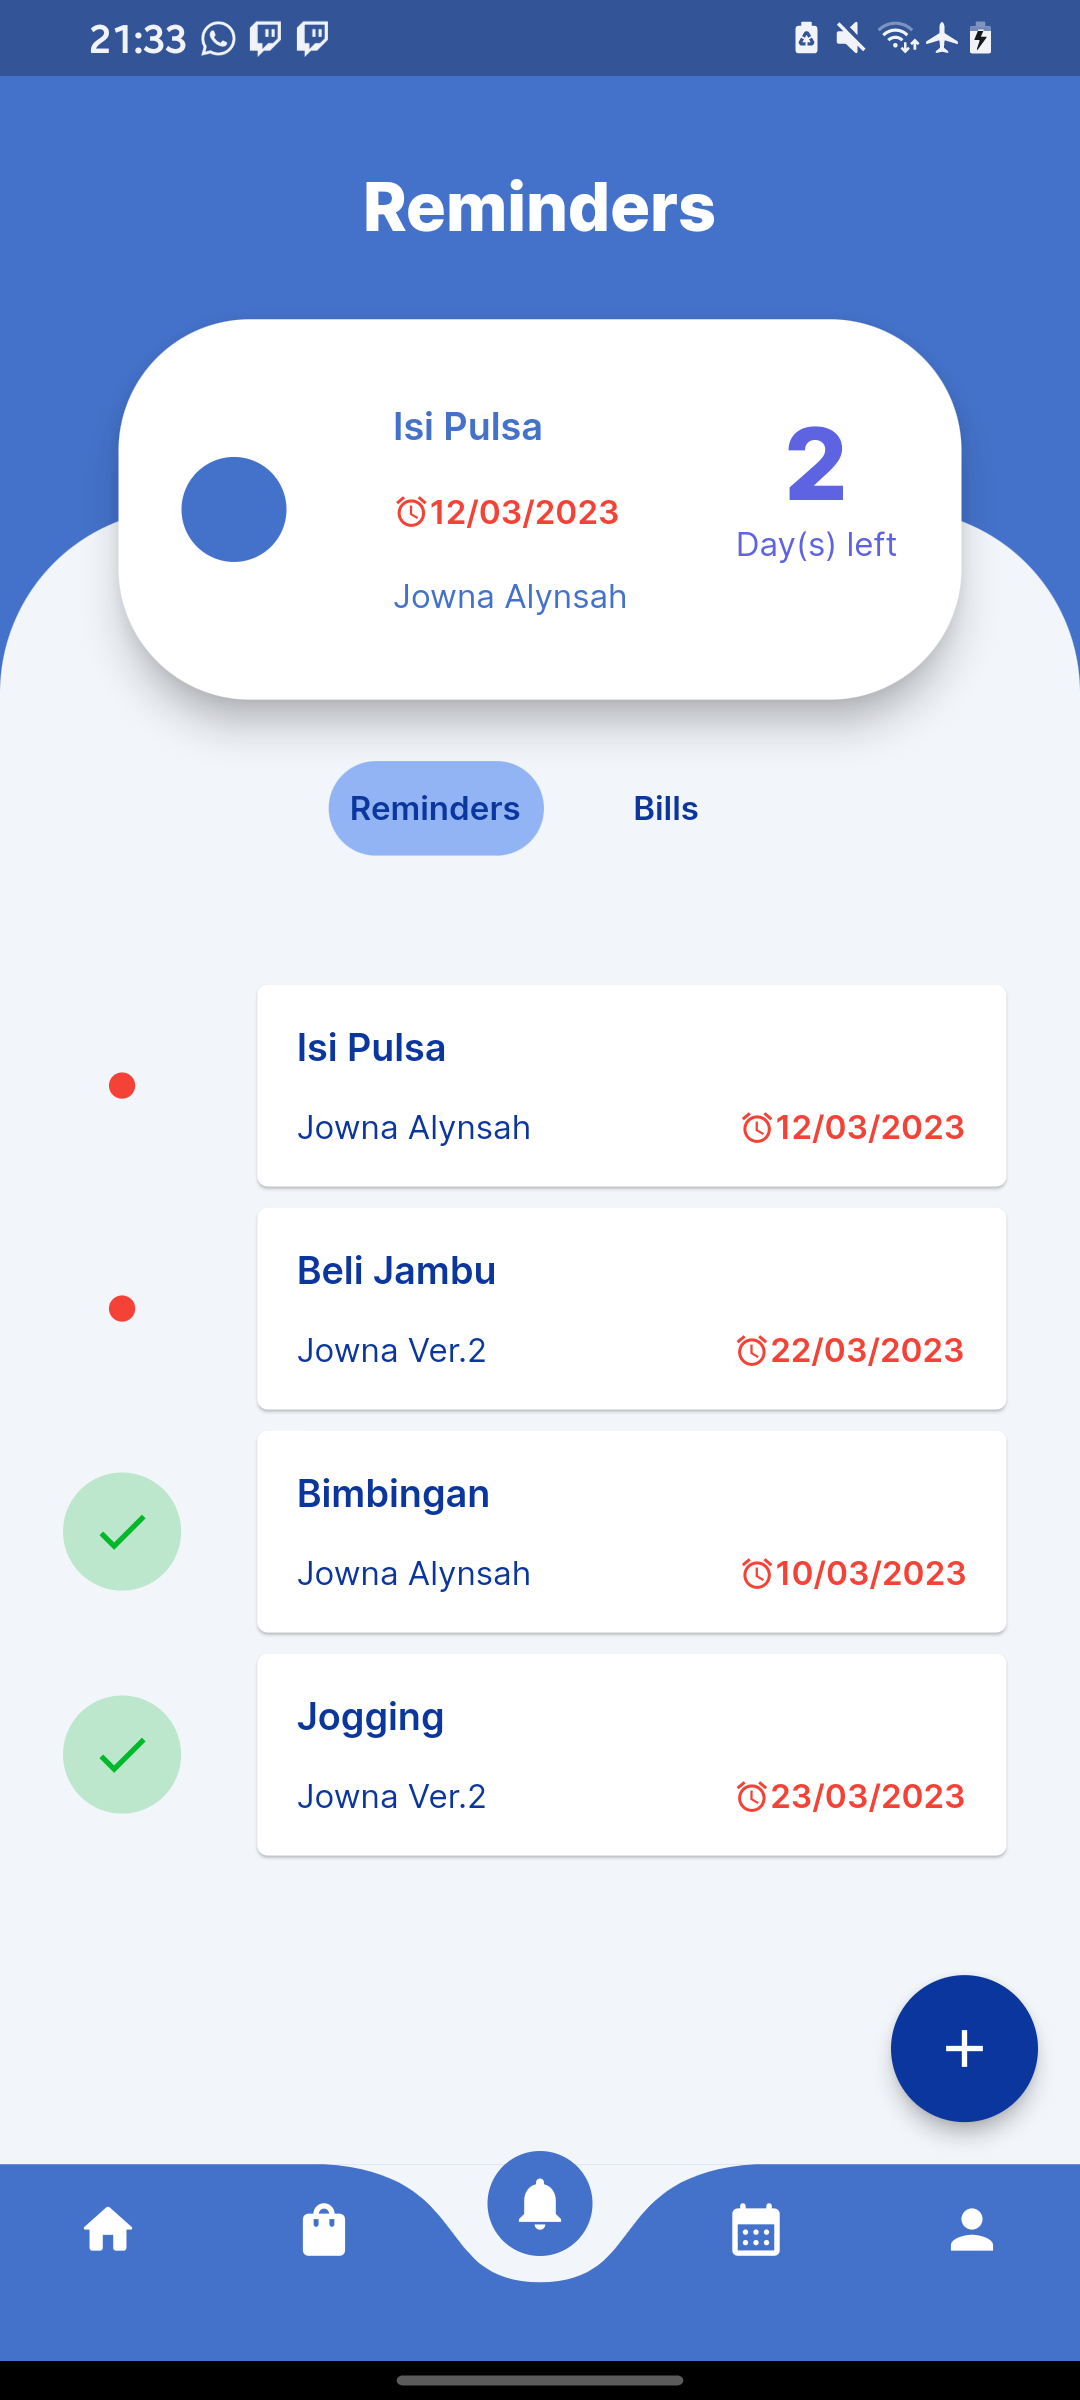 21:33
Reminders
Isi Pulsa
12/03/2023
Jowna Alynsah
2
Day(s) left
Reminders
Bills
Isi Pulsa
Jowna Alynsah 12/03/2023
Beli Jambu
Jowna Ver.2 22/03/2023
Bimbingan
Jowna Alynsah 10/03/2023
Jogging
Jowna Ver.2 23/03/2023